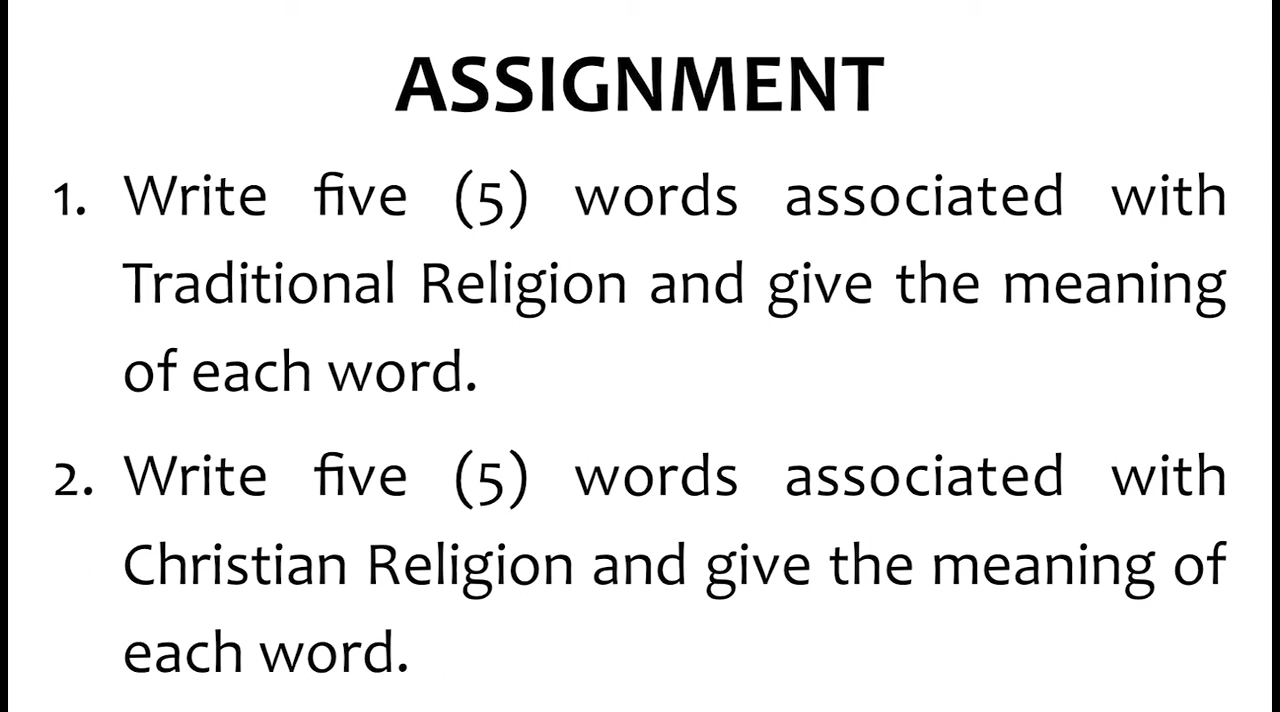 ASSIGNMENT
1. Write five (5) words associated with
Traditional Religion and give the meaning
of each word.
2. Write five (5) words associated with
Christian Religion and give the meaning of
each word.